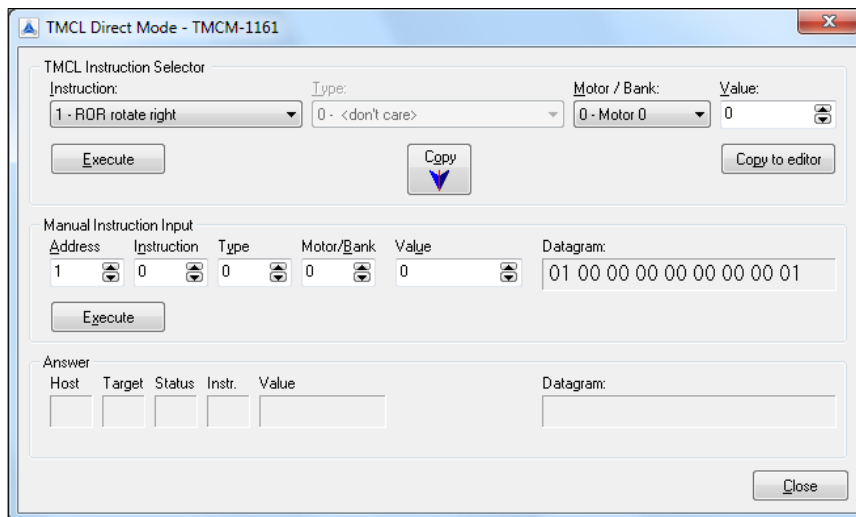 TMCL Direct Mode - TMCM-1161
TMCL Instruction Selector
Instruction: Type: Motor / Bank: Value:
1 - ROR rotate right 0 - <don't care> 0 - Motor 0 0
Execute Copy Copy to editor
Manual Instruction Input
Address Instruction Type Motor/Bank Value Datagram:
1 0 0 0 0 01 00 00 00 00 00 00 00 01
Execute
Answer
Host Target Status Instr. Value Datagram:
Close